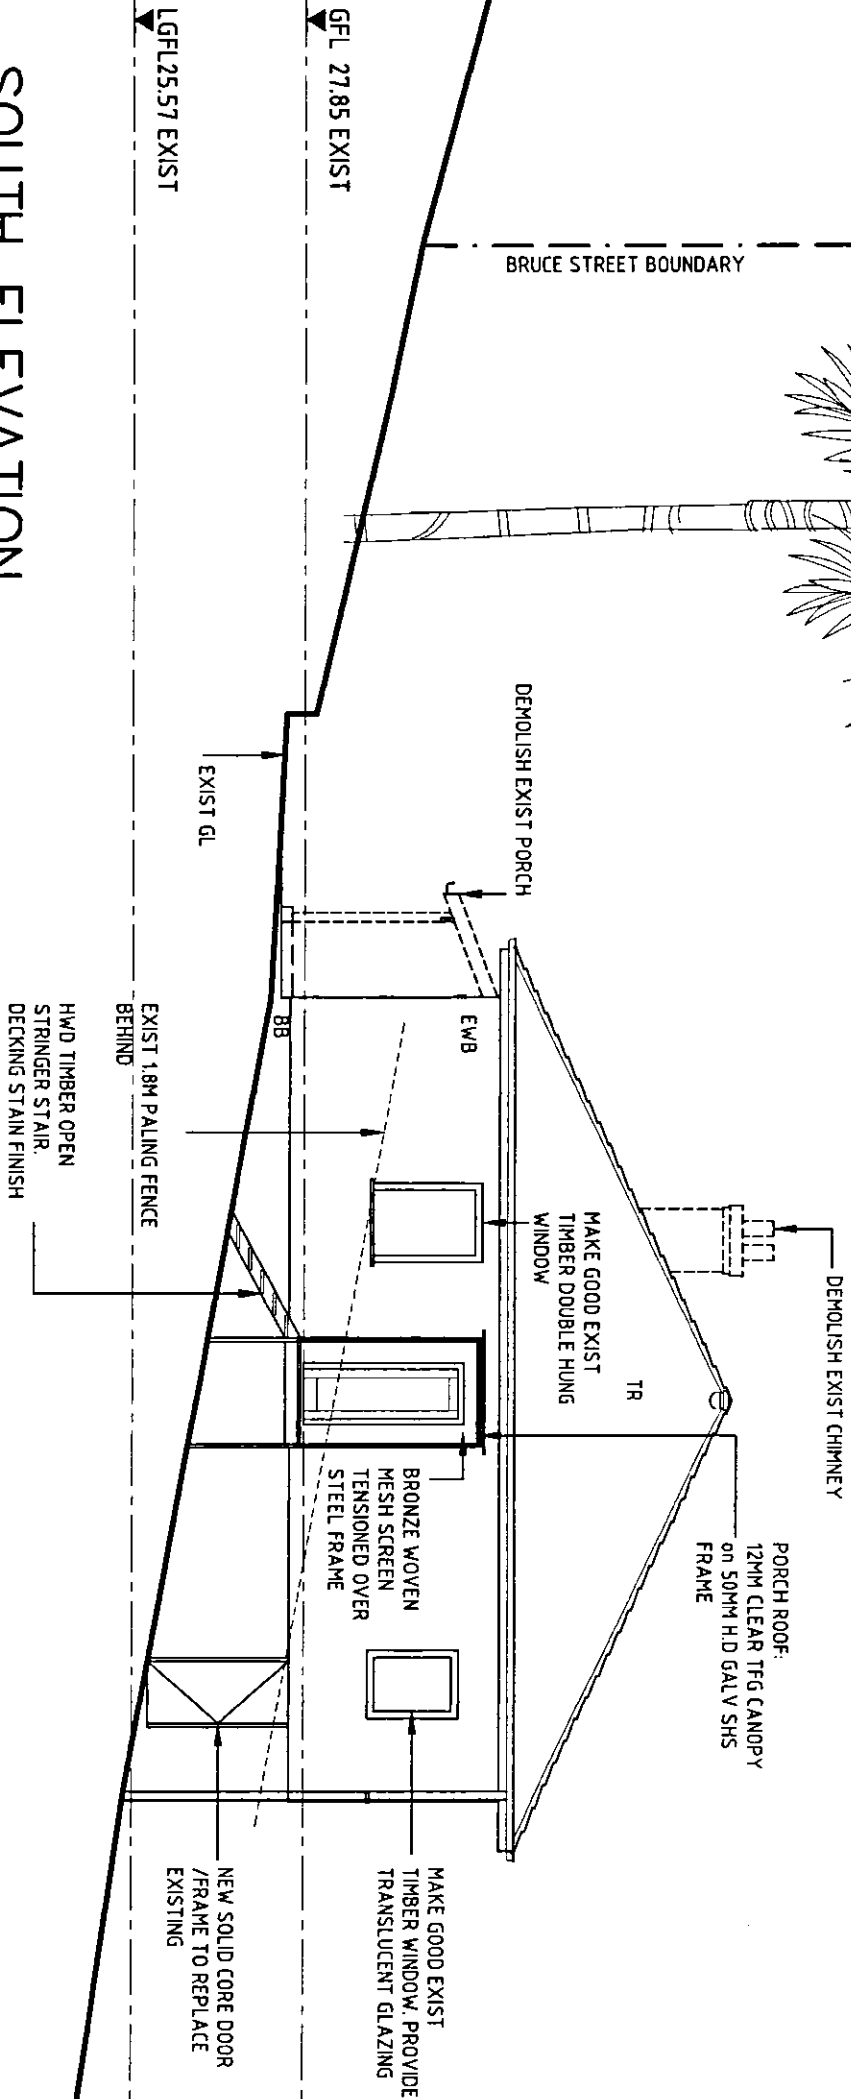 DEMOLISH EXIST CHIMNEY
BRUCE STREET BOUNDARY
DEMOLISH EXIST PORCH
PORCH ROOF:
12MM CLEAR TFG CANOPY
on 50MM H.D GALV SHS
FRAME
TR
MAKE GOOD EXIST
TIMBER DOUBLE HUNG
WINDOW
EWB
BB
GFL 27.85 EXIST
LGFL25.57 EXIST
EXIST GL
BRONZE WOVEN
MESH SCREEN
TENSIONED OVER
STEEL FRAME
MAKE GOOD EXIST
TIMBER WINDOW. PROVIDE
TRANSLUCENT GLAZING
EXIST 1.8M PALING FENCE
BEHIND
HWD TIMBER OPEN
STRINGER STAIR.
DECKING STAIN FINISH
NEW SOLID CORE DOOR
/FRAME TO REPLACE
EXISTING
SOUTH ELEVATION